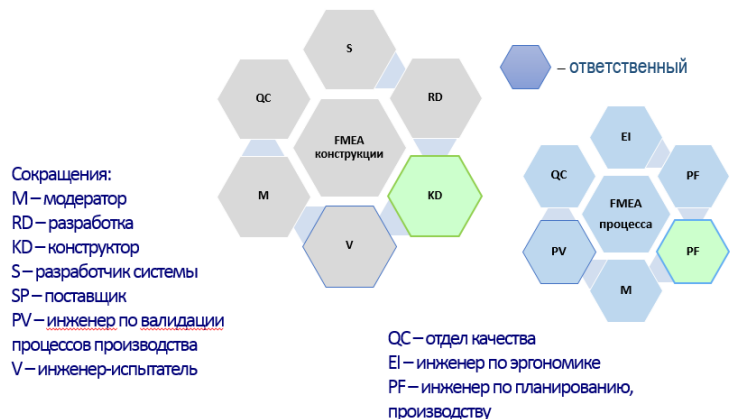 S
QC
RD
FMEA
конструкции
M
KD
V
– ответственный
EI
QC
PF
FMEA
процесса
PV
PF
M
Сокращения:
M – модератор
RD – разработка
KD – конструктор
S – разработчик системы
SP – поставщик
PV – инженер по валидации
процессов производства
V – инженер-испытатель
QC – отдел качества
EI – инженер по эргономике
PF – инженер по планированию,
производству